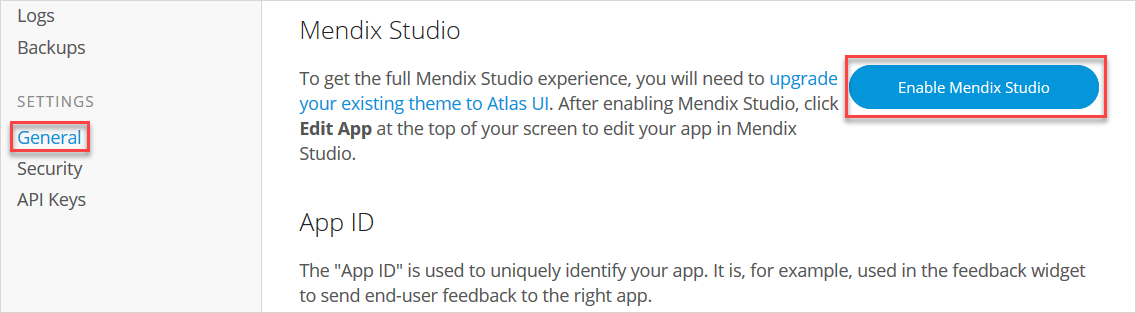 Logs
Backups
SETTINGS
General
Security
API Keys
Mendix Studio
To get the full Mendix Studio experience, you will need to upgrade
your existing theme to Atlas UI. After enabling Mendix Studio, click
Edit App at the top of your screen to edit your app in Mendix
Studio.
Enable Mendix Studio
App ID
The "App ID" is used to uniquely identify your app. It is, for example, used in the feedback widget
to send end-user feedback to the right app.